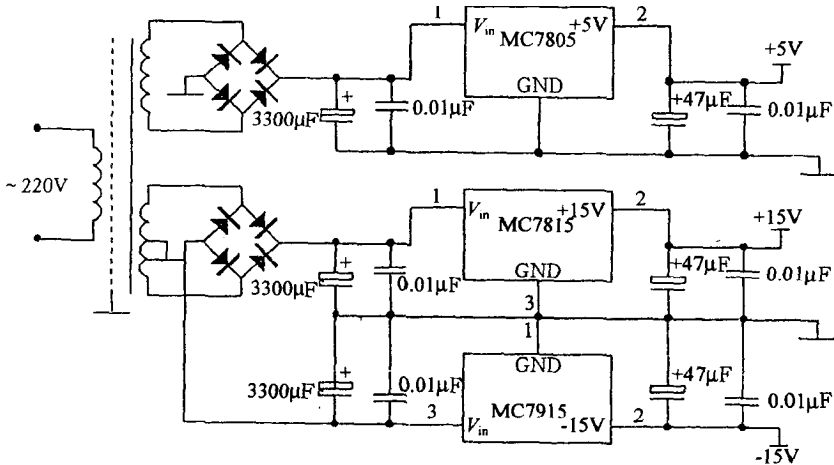 1
V_in
MC7805
+5V
GND
2
+5V
3300μF
+
0.01μF
+47μF
0.01μF
~ 220V
1
V_in
MC7815
+15V
GND
3
2
+15V
3300μF
+
0.01μF
+47μF
0.01μF
3300μF
+
0.01μF
3
1
GND
MC7915
V_in
-15V
2
+47μF
0.01μF
-15V